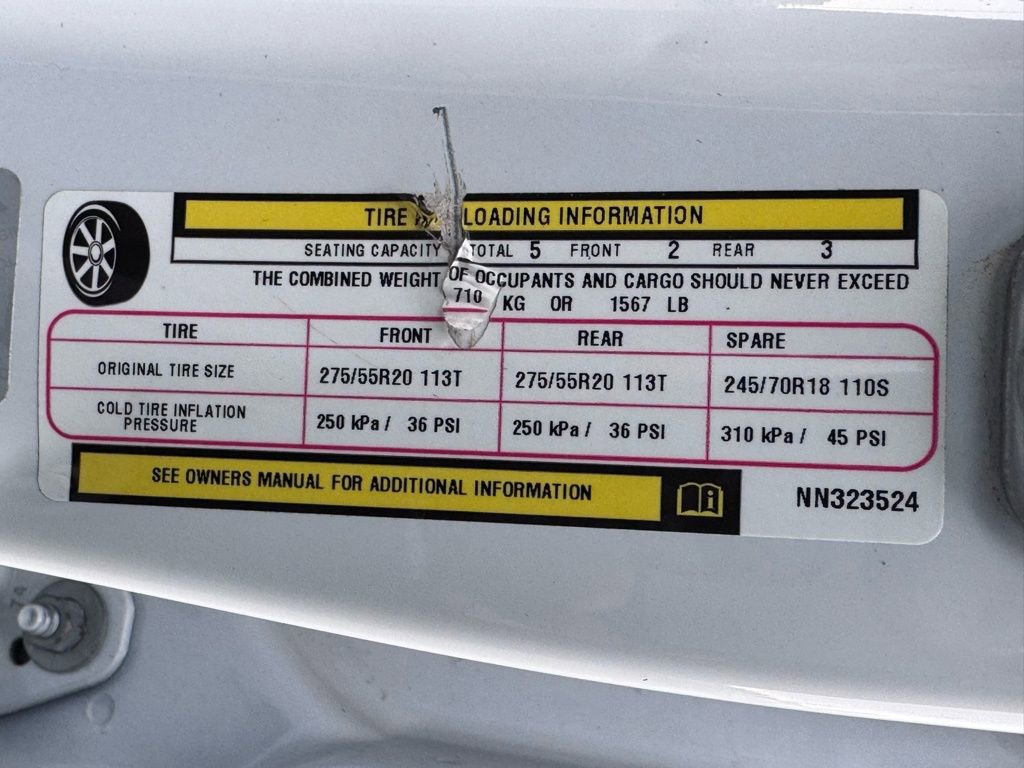 TIRE LOADING INFORMATION
SEATING CAPACITY TOTAL 5 FRONT 2 REAR 3
THE COMBINED WEIGHT OF OCCUPANTS AND CARGO SHOULD NEVER EXCEED
710 KG OR 1567 LB
TIRE FRONT REAR SPARE
ORIGINAL TIRE SIZE 275/55R20 113T 275/55R20 113T 245/70R18 110S
COLD TIRE INFLATION
PRESSURE 250 kPa / 36 PSI 250 kPa / 36 PSI 310 kPa / 45 PSI
SEE OWNERS MANUAL FOR ADDITIONAL INFORMATION
NN323524
74